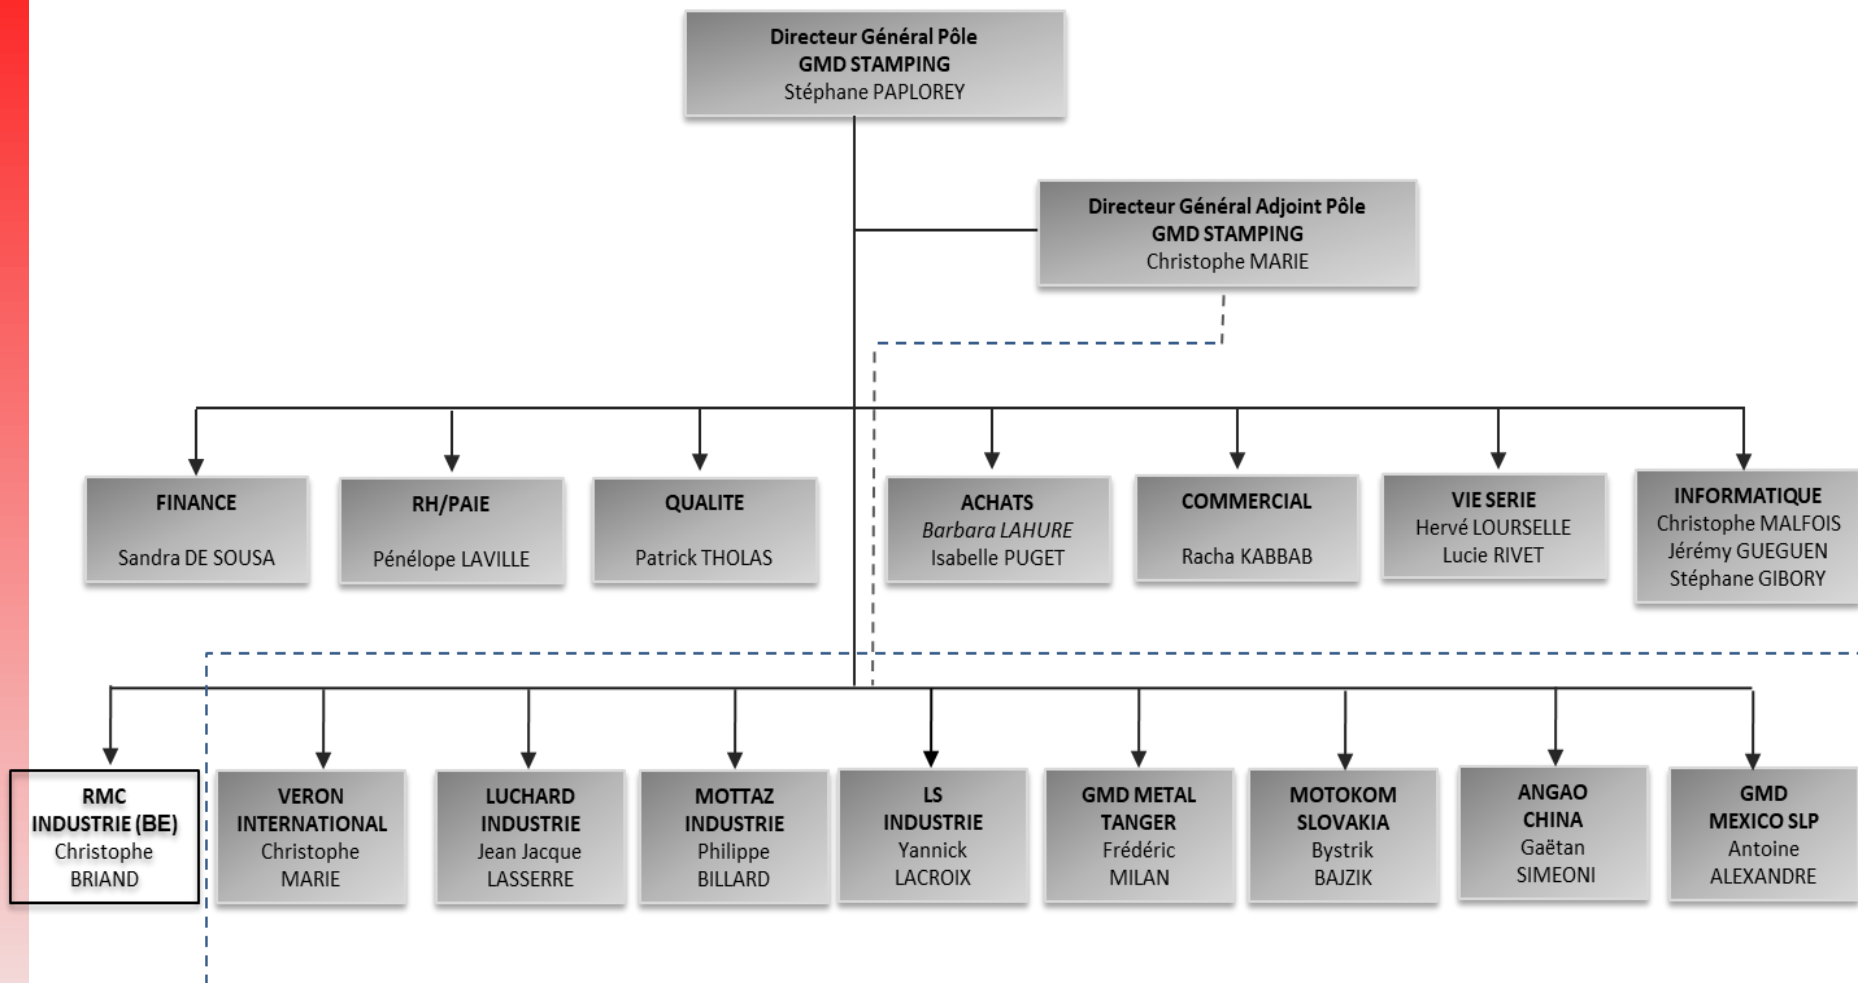 Directeur Général Pôle
GMD STAMPING
Stéphane PAPLOREY
Directeur Général Adjoint Pôle
GMD STAMPING
Christophe MARIE
FINANCE
Sandra DE SOUSA
RH/PAIE
Pénélope LAVILLE
QUALITE
Patrick THOLAS
ACHATS
Barbara LAHURE
Isabelle PUGET
COMMERCIAL
Racha KABBAB
VIE SERIE
Hervé LOURSELLE
Lucie RIVET
INFORMATIQUE
Christophe MALFOIS
Jérémy GUEGUEN
Stéphane GIBORY
RMC
INDUSTRIE (BE)
Christophe
BRIAND
VERON
INTERNATIONAL
Christophe
MARIE
LUCHARD
INDUSTRIE
Jean Jacque
LASSERRE
MOTTAZ
INDUSTRIE
Philippe
BILLARD
LS
INDUSTRIE
Yannick
LACROIX
GMD METAL
TANGER
Frédéric
MILAN
MOTOKOM
SLOVAKIA
Bystrik
BAJZIK
ANGAO
CHINA
Gaëtan
SIMEONI
GMD
MEXICO SLP
Antoine
ALEXANDRE